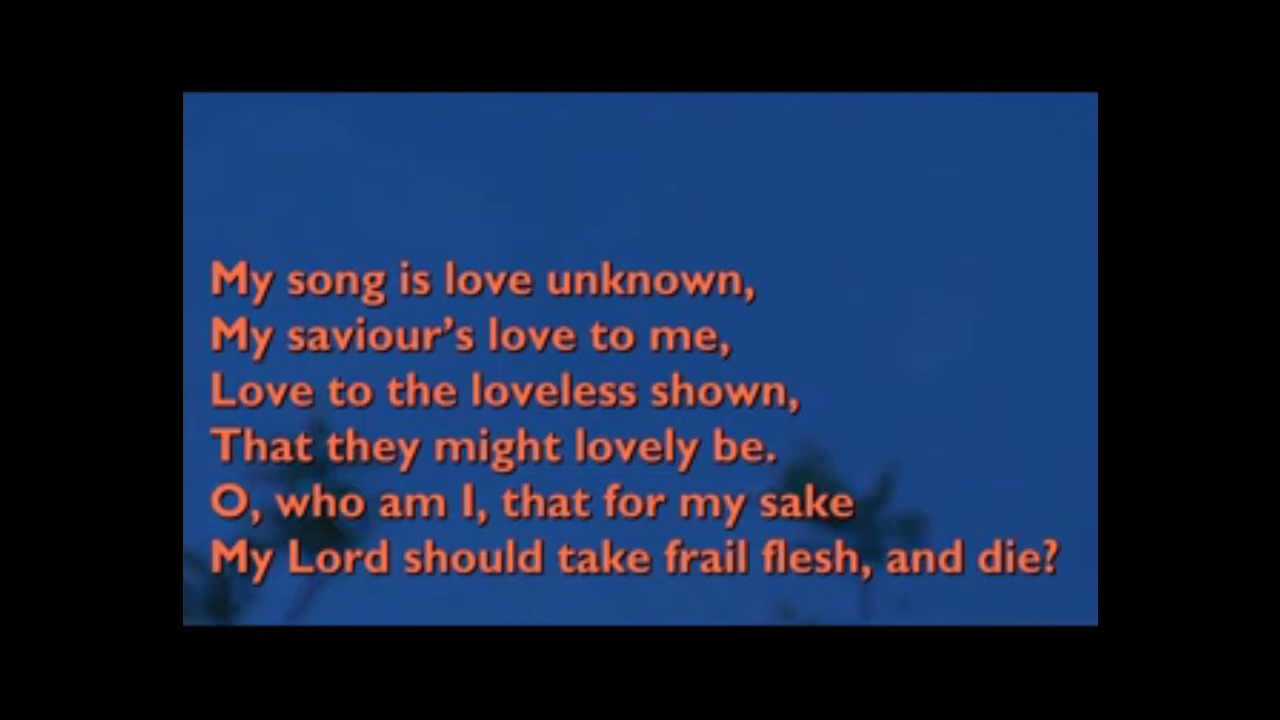 My song is love unknown,
My saviour’s love to me,
Love to the loveless shown,
That they might lovely be.
O, who am I, that for my sake
My Lord should take frail flesh, and die?